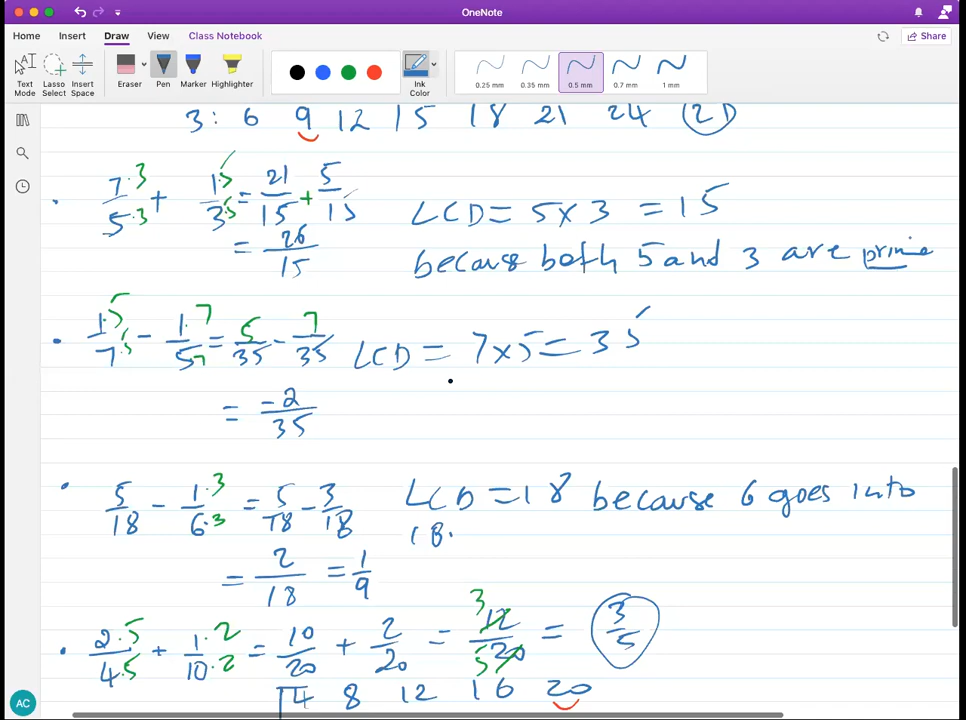 OneNote
Home Insert Draw View Class Notebook Share
Text Mode Lasso Select Insert Space Eraser Pen Marker Highlighter Ink Color 0.25 mm 0.35 mm 0.5 mm 0.7 mm 1 mm
3: 6 9 12 15 18 21 24 (21)
• 7·3/5·3 + 1·5/3·5 = 21/15 + 5/15 LCD = 5×3 = 15
= 26/15 because both 5 and 3 are prime
• 1·5/7·5 - 1·7/5·7 = 5/35 - 7/35 LCD = 7×5 = 35
= -2/35
• 5/18 - 1·3/6·3 = 5/18 - 3/18 LCD = 18 because 6 goes into
18.
= 2/18 = 1/9
• 2·5/4·5 + 1·2/10·2 = 10/20 + 2/20 = 3 12/20 5 = 3/5
4 8 12 16 20
AC